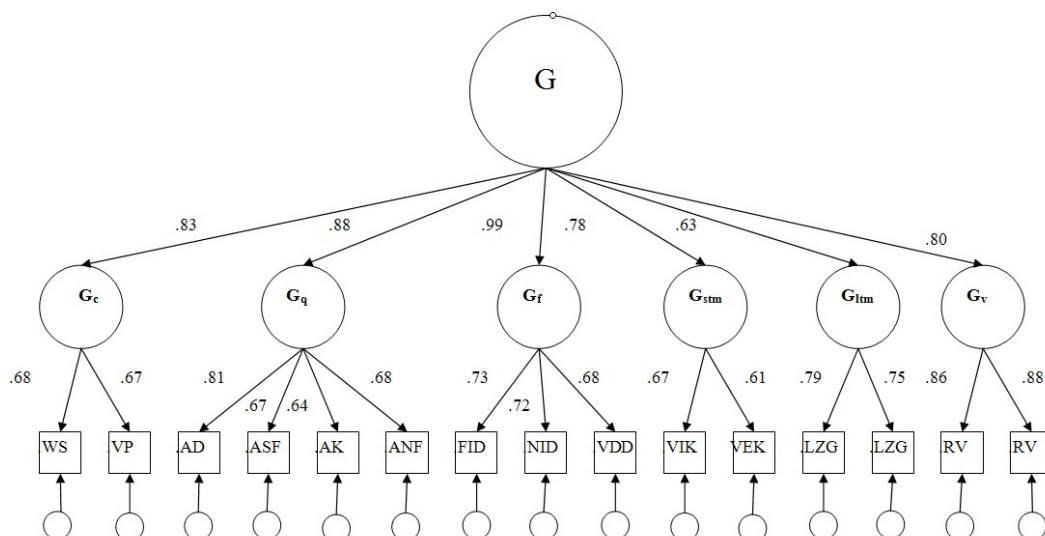 G
.83 .88 .99 .78 .63 .80
Gc Gq Gf Gstm Gltm Gv
.68 .67 .81 .67 .64 .68 .73 .72 .68 .67 .61 .79 .75 .86 .88
.WS .VP .AD .ASF .AK .ANF .FID .NID .VDD .VIK VEK .LZG .LZG .RV .RV